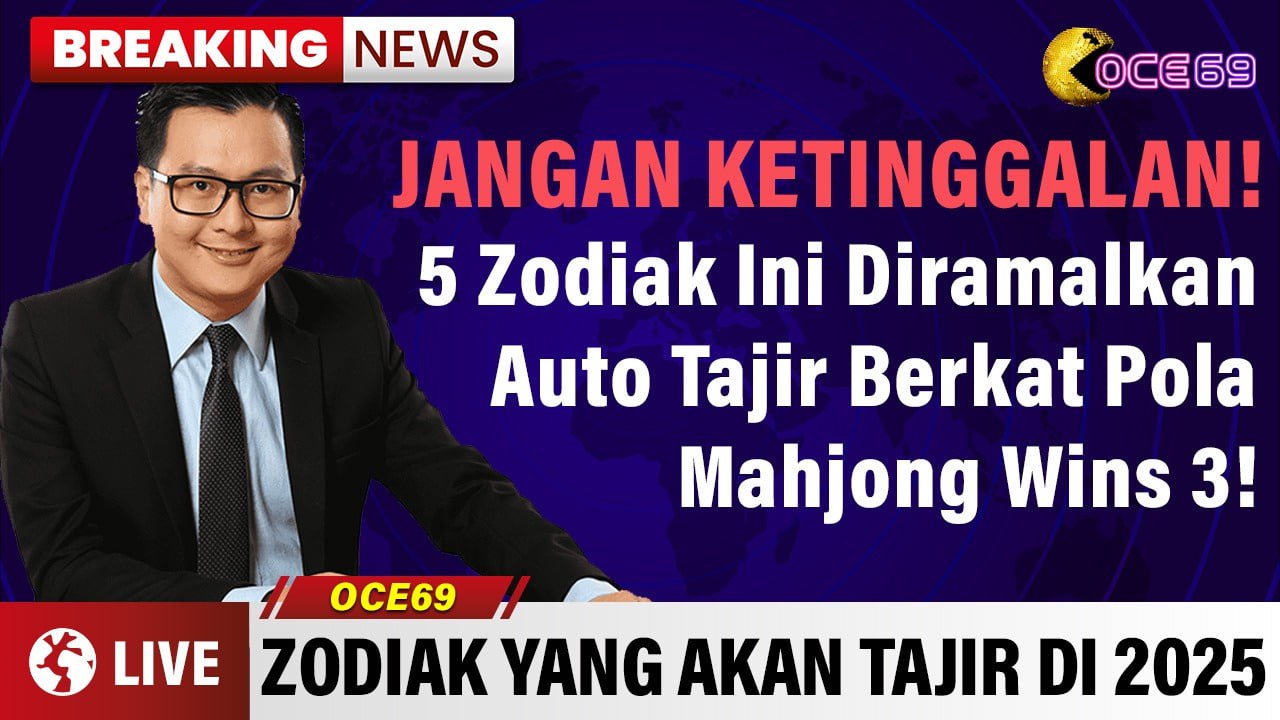 BREAKING NEWS
OCE69
JANGAN KETINGGALAN!
5 Zodiak Ini Diramalkan
Auto Tajir Berkat Pola
Mahjong Wins 3!
OCE69
LIVE
ZODIAK YANG AKAN TAJIR DI 2025